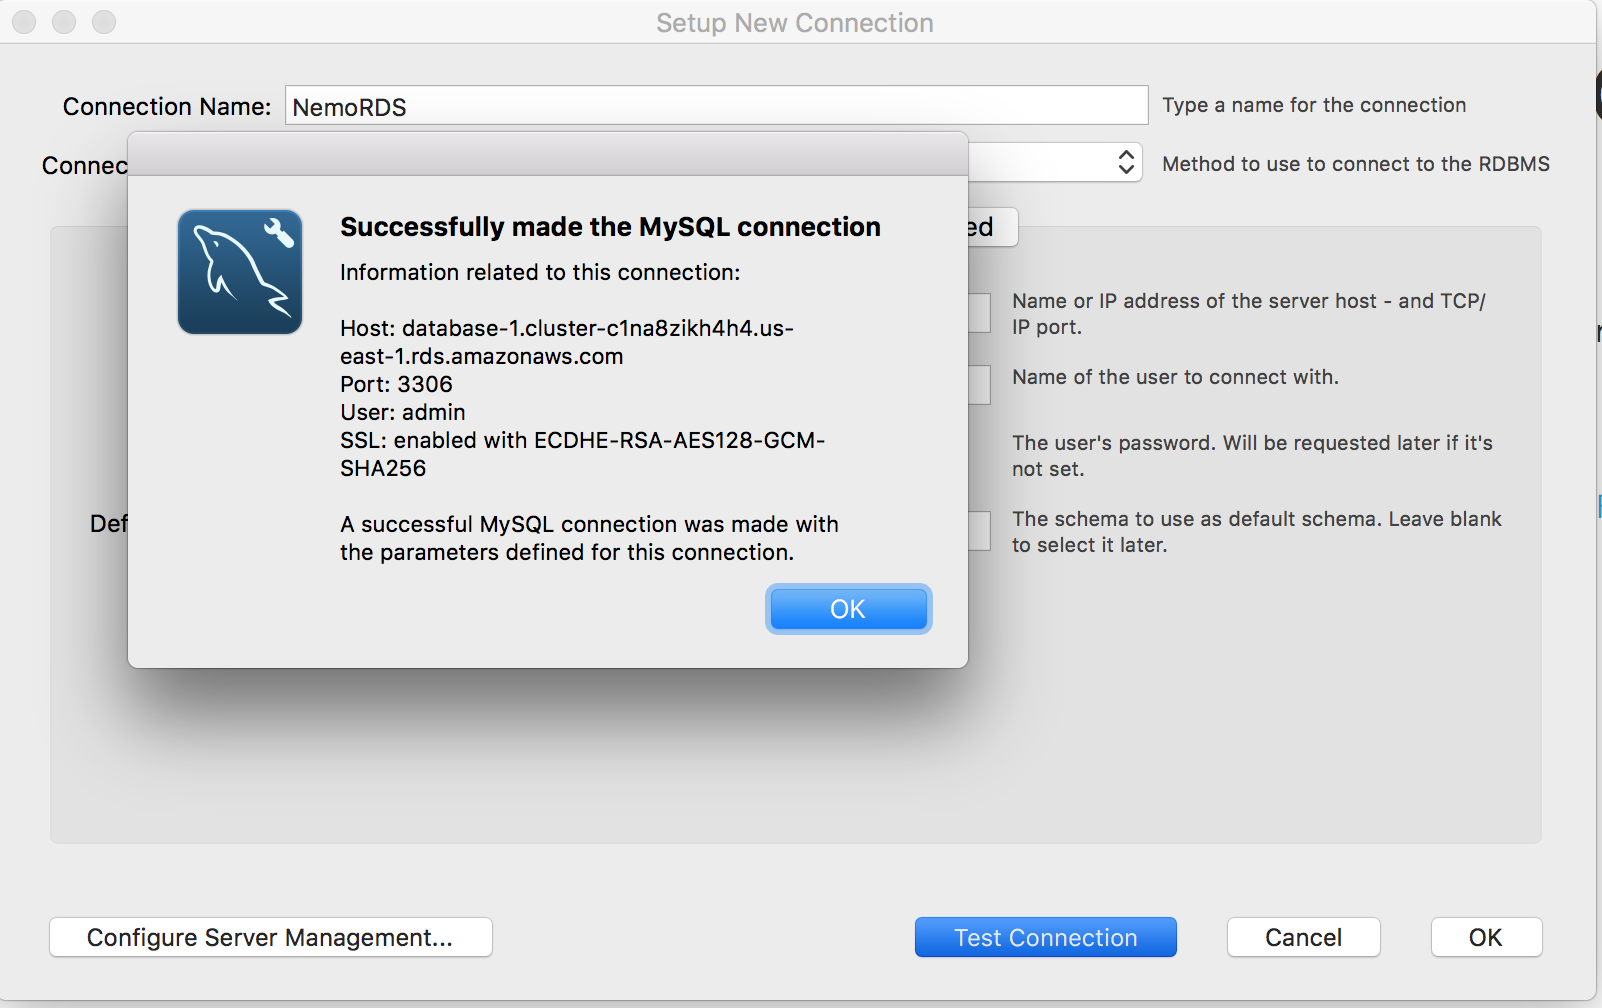 Setup New Connection
Connection Name:
NemoRDS
Type a name for the connection
Connec
Method to use to connect to the RDBMS
Successfully made the MySQL connection
Information related to this connection:
Host: database-1.cluster-c1na8zikh4h4.us-
east-1.rds.amazonaws.com
Port: 3306
User: admin
SSL: enabled with ECDHE-RSA-AES128-GCM-
SHA256
A successful MySQL connection was made with
the parameters defined for this connection.
OK
ed
Name or IP address of the server host - and TCP/
IP port.
Name of the user to connect with.
The user's password. Will be requested later if it's
not set.
Def
The schema to use as default schema. Leave blank
to select it later.
Configure Server Management...
Test Connection
Cancel
OK